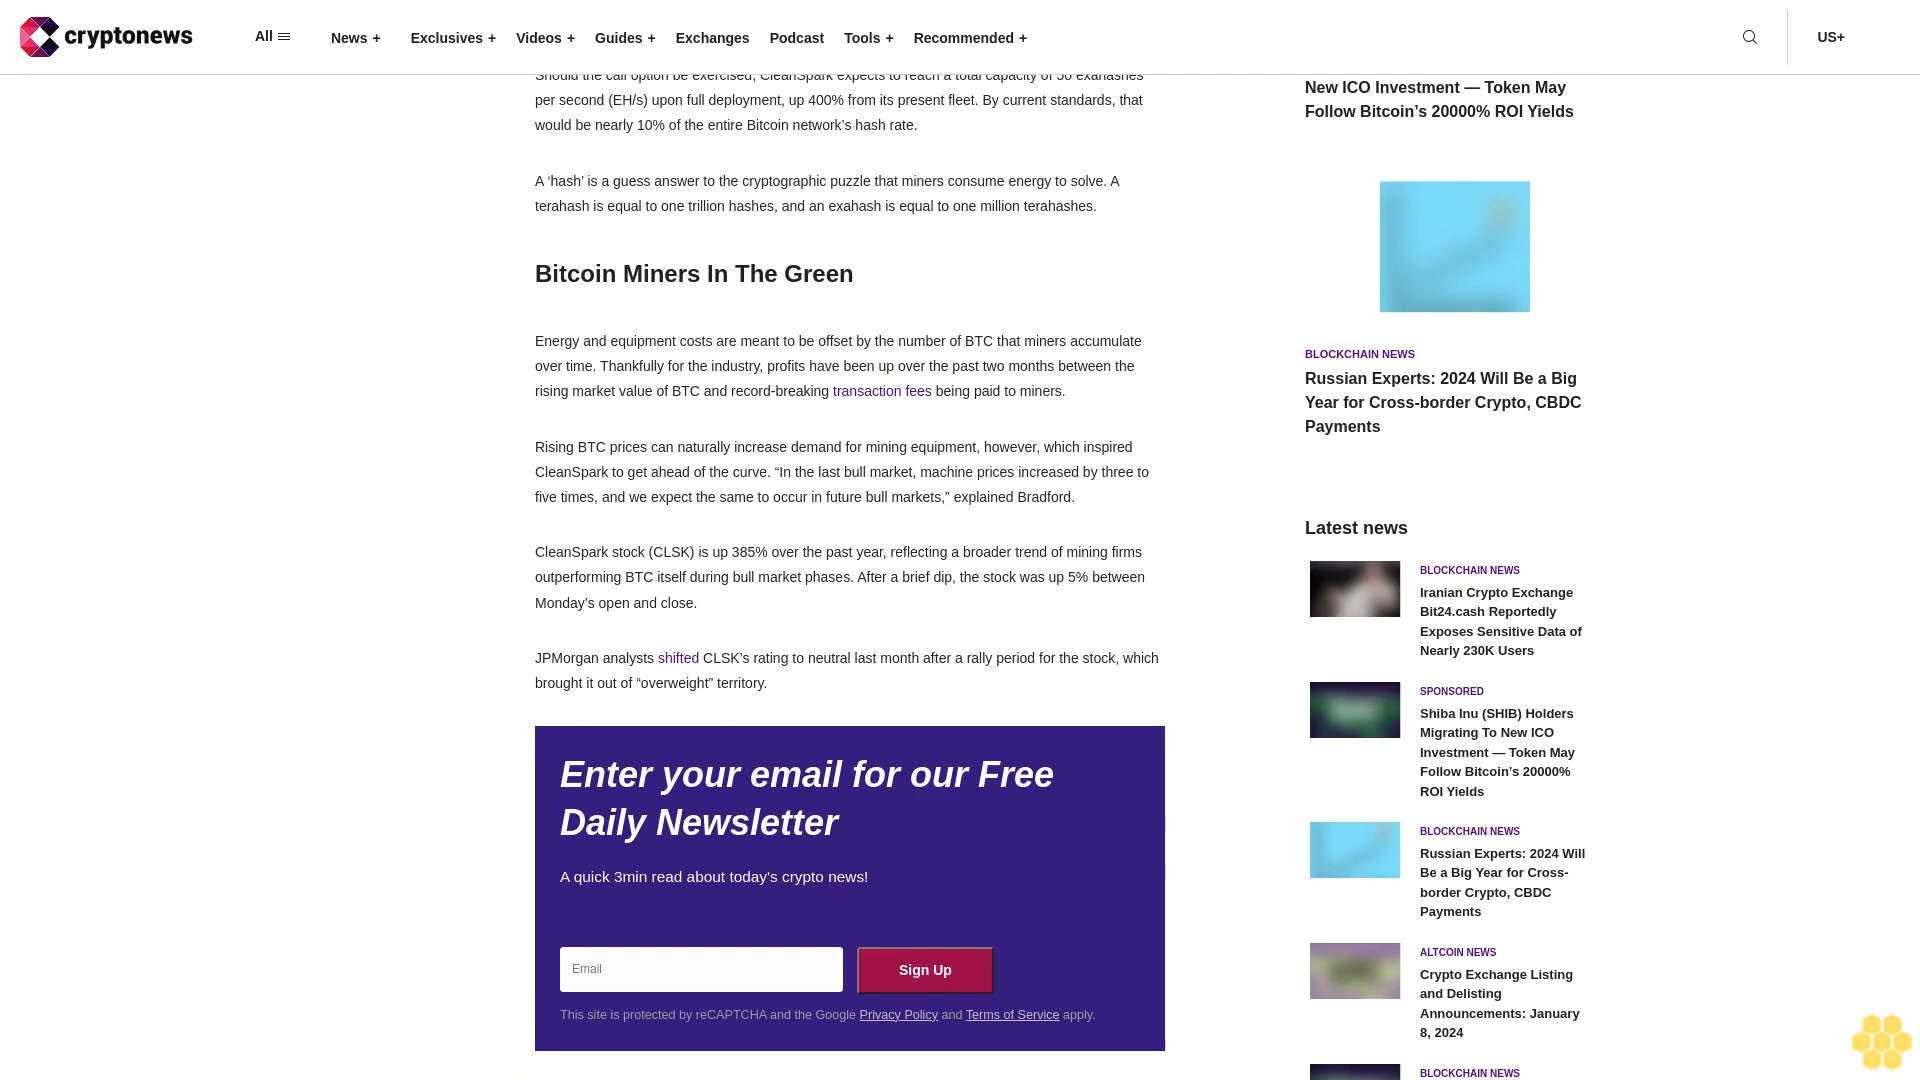 cryptonews
All
News +
Exclusives +
Videos +
Guides +
Exchanges
Podcast
Tools +
Recommended +
US+
Should the call option be exercised, CleanSpark expects to reach a total capacity of 50 exahashes
per second (EH/s) upon full deployment, up 400% from its present fleet. By current standards, that
would be nearly 10% of the entire Bitcoin network’s hash rate.
A ‘hash’ is a guess answer to the cryptographic puzzle that miners consume energy to solve. A
terahash is equal to one trillion hashes, and an exahash is equal to one million terahashes.
Bitcoin Miners In The Green
Energy and equipment costs are meant to be offset by the number of BTC that miners accumulate
over time. Thankfully for the industry, profits have been up over the past two months between the
rising market value of BTC and record-breaking transaction fees being paid to miners.
Rising BTC prices can naturally increase demand for mining equipment, however, which inspired
CleanSpark to get ahead of the curve. “In the last bull market, machine prices increased by three to
five times, and we expect the same to occur in future bull markets,” explained Bradford.
CleanSpark stock (CLSK) is up 385% over the past year, reflecting a broader trend of mining firms
outperforming BTC itself during bull market phases. After a brief dip, the stock was up 5% between
Monday’s open and close.
JPMorgan analysts shifted CLSK’s rating to neutral last month after a rally period for the stock, which
brought it out of “overweight” territory.
Enter your email for our Free
Daily Newsletter
A quick 3min read about today's crypto news!
Email
Sign Up
This site is protected by reCAPTCHA and the Google Privacy Policy and Terms of Service apply.
New ICO Investment — Token May
Follow Bitcoin’s 20000% ROI Yields
BLOCKCHAIN NEWS
Russian Experts: 2024 Will Be a Big
Year for Cross-border Crypto, CBDC
Payments
Latest news
BLOCKCHAIN NEWS
Iranian Crypto Exchange
Bit24.cash Reportedly
Exposes Sensitive Data of
Nearly 230K Users
SPONSORED
Shiba Inu (SHIB) Holders
Migrating To New ICO
Investment — Token May
Follow Bitcoin’s 20000%
ROI Yields
BLOCKCHAIN NEWS
Russian Experts: 2024 Will
Be a Big Year for Cross-
border Crypto, CBDC
Payments
ALTCOIN NEWS
Crypto Exchange Listing
and Delisting
Announcements: January
8, 2024
BLOCKCHAIN NEWS